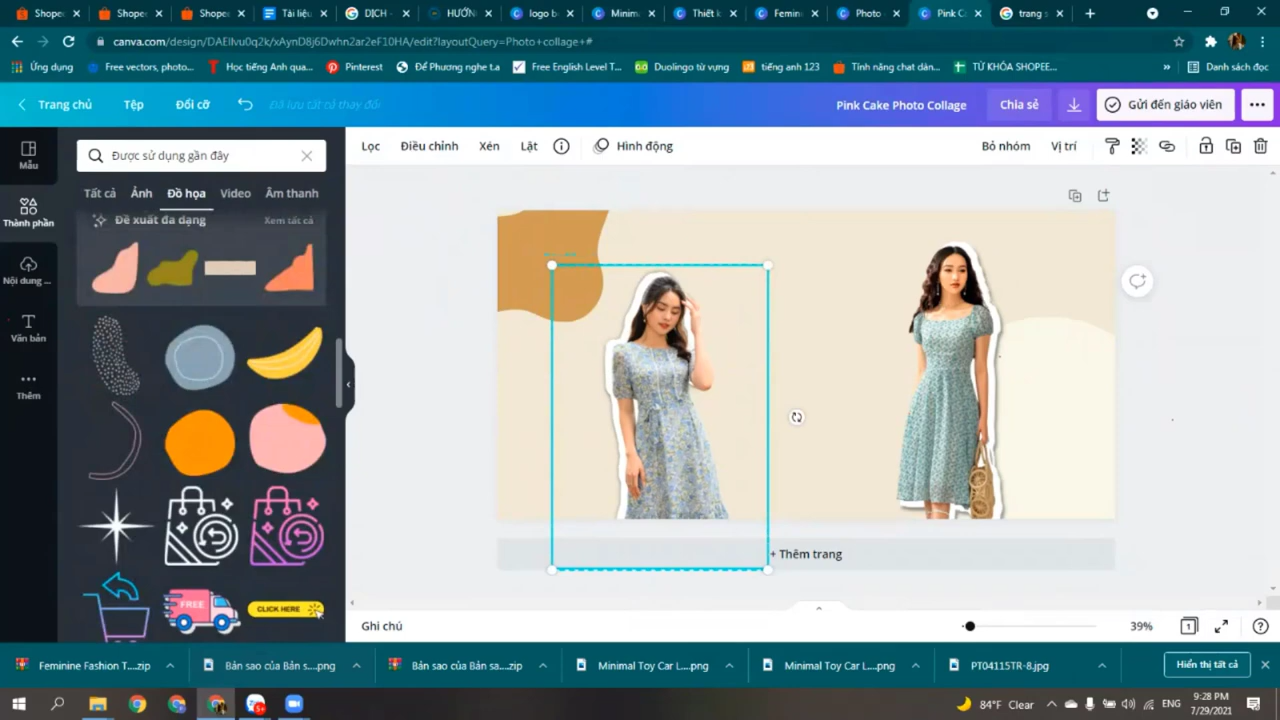 Shopee
Shopee
Shopee
Tài liệu
DỊCH -
HƯỚN
logo b
Minim
Thiết k
Femin
Photo
Pink Ca
trang s
canva.com/design/DAEllvu0q2k/xAynD8j6Dwhn2ar2eF10HA/edit?layoutQuery=Photo+collage+#
Ứng dụng
Free vectors, photo...
Học tiếng Anh qua...
Pinterest
Để Phương nghe t.a
Free English Level T...
Duolingo từ vựng
tiếng anh 123
Tính năng chat dàn...
TỪ KHÓA SHOPEE...
»
Danh sách đọc
Trang chủ
Tệp
Đổi cỡ
Đã lưu tất cả thay đổi
Pink Cake Photo Collage
Chia sẻ
Gửi đến giáo viên
Mẫu
Thành phần
Nội dung ...
Văn bản
Thêm
Được sử dụng gần đây
Tất cả
Ảnh
Đồ họa
Video
Âm thanh
Đề xuất đa dạng
Xem tất cả
FREE
CLICK HERE
Lọc
Điều chỉnh
Xén
Lật
Hình động
Bỏ nhóm
Vị trí
+ Thêm trang
Ghi chú
39%
1
Feminine Fashion T....zip
Bản sao của Bản s....png
Bản sao của Bản sa....zip
Minimal Toy Car L....png
Minimal Toy Car L....png
PT04115TR-8.jpg
Hiển thị tất cả
84°F Clear
ENG
9:28 PM
7/29/2021